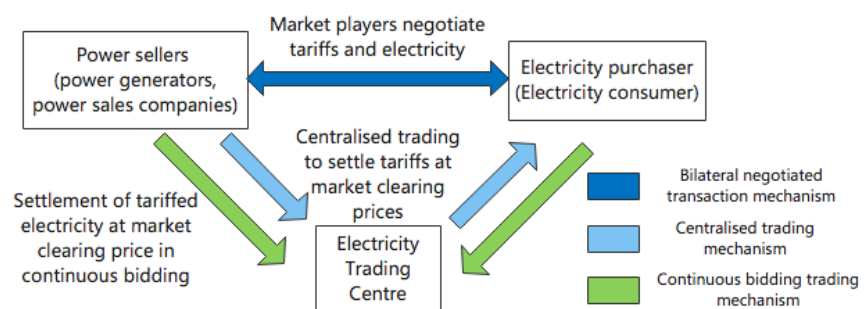 Market players negotiate
tariffs and electricity
Power sellers
(power generators,
power sales companies)
Electricity purchaser
(Electricity consumer)
Centralised trading
to settle tariffs at
market clearing
prices
Settlement of tariffed
electricity at market
clearing price in
continuous bidding
Electricity
Trading
Centre
Bilateral negotiated
transaction mechanism
Centralised trading
mechanism
Continuous bidding trading
mechanism